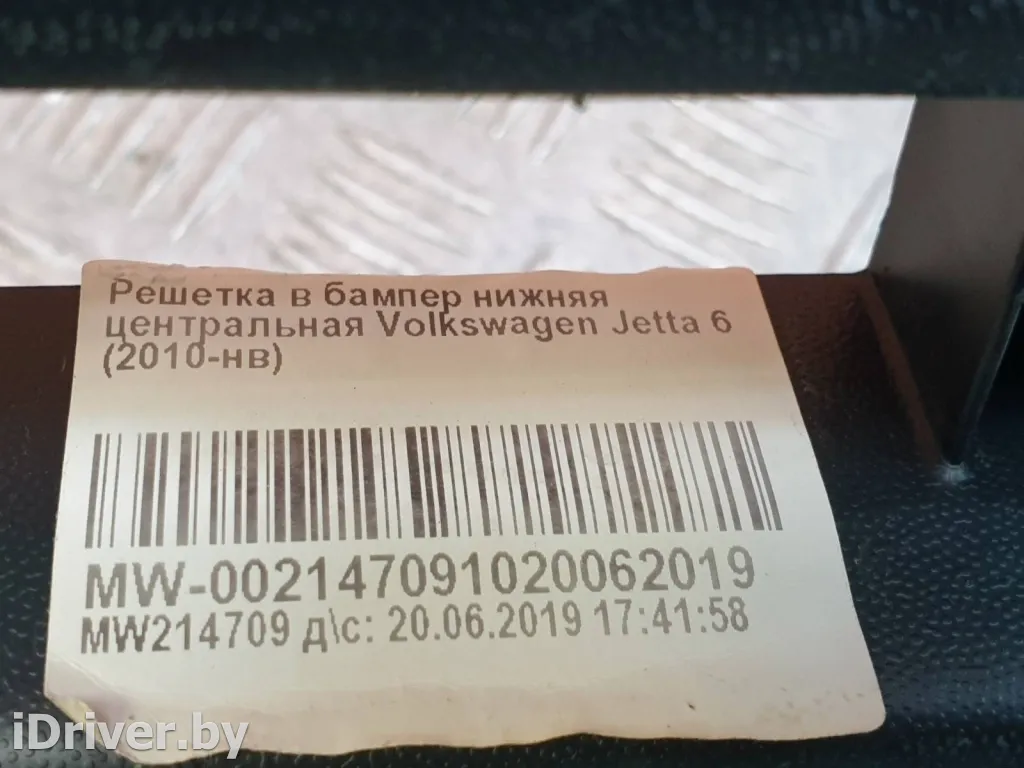 Решетка в бампер нижняя
центральная Volkswagen Jetta 6
(2010-нв)
MW-002147091020062019
MW214709 д\с: 20.06.2019 17:41:58
iDriver.by